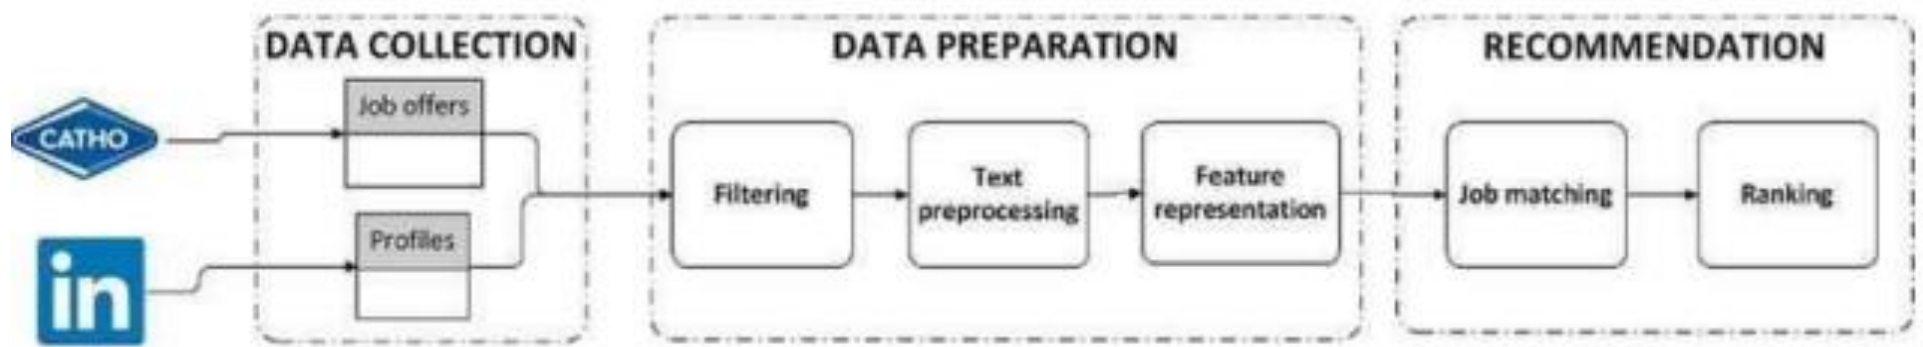 DATA COLLECTION
DATA PREPARATION
RECOMMENDATION
CATHO
Job offers
in
Profiles
Filtering
Text
preprocessing
Feature
representation
Job matching
Ranking